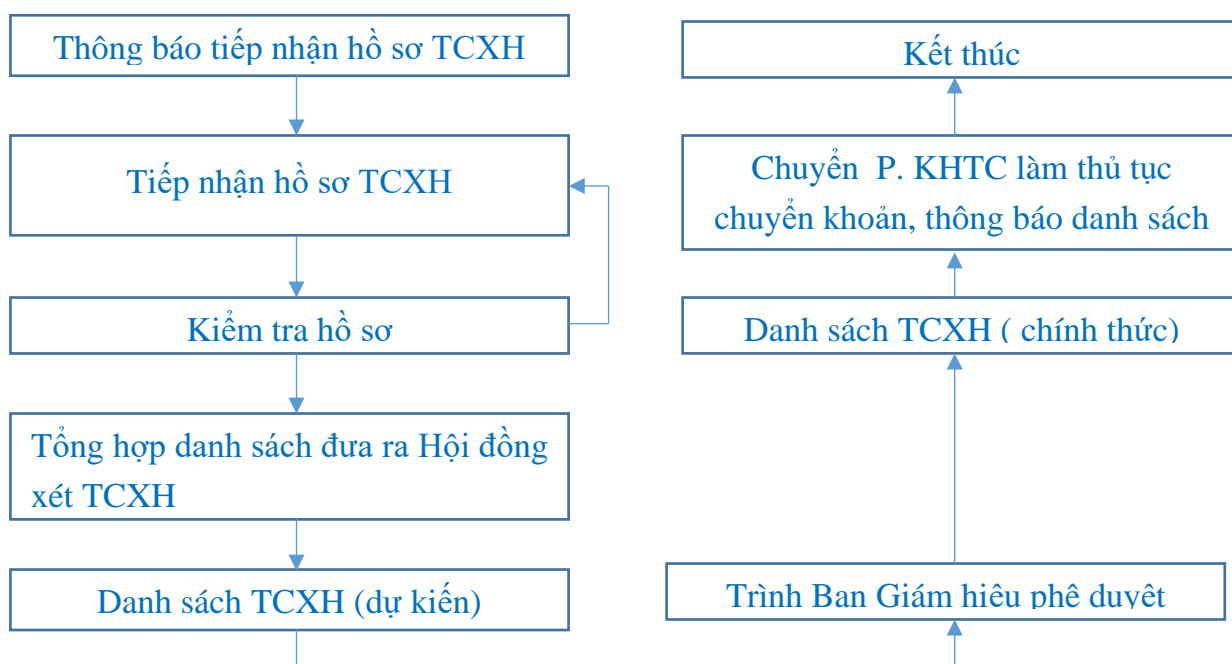 Thông báo tiếp nhận hồ sơ TCXH
Tiếp nhận hồ sơ TCXH
Kiểm tra hồ sơ
Tổng hợp danh sách đưa ra Hội đồng
xét TCXH
Danh sách TCXH (dự kiến)
Trình Ban Giám hiệu phê duyệt
Danh sách TCXH ( chính thức)
Chuyển P. KHTC làm thủ tục
chuyển khoản, thông báo danh sách
Kết thúc